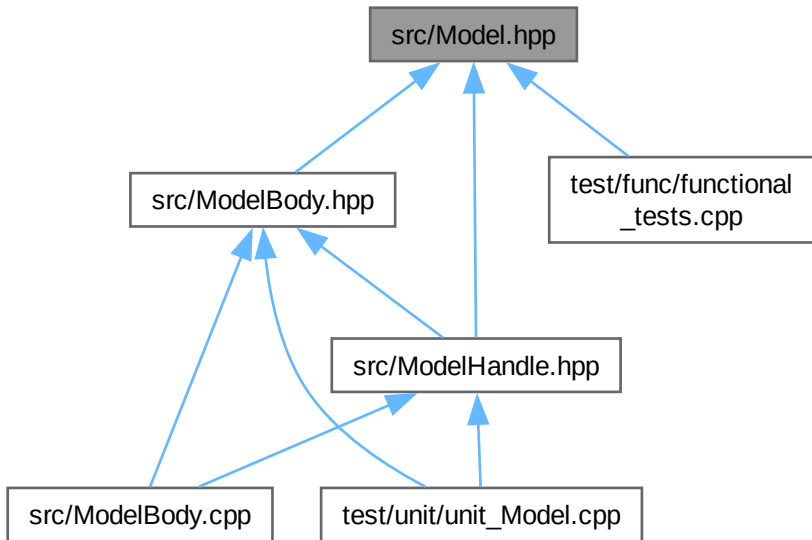 src/Model.hpp
src/ModelBody.hpp
test/func/functional
_tests.cpp
src/ModelHandle.hpp
src/ModelBody.cpp
test/unit/unit_Model.cpp